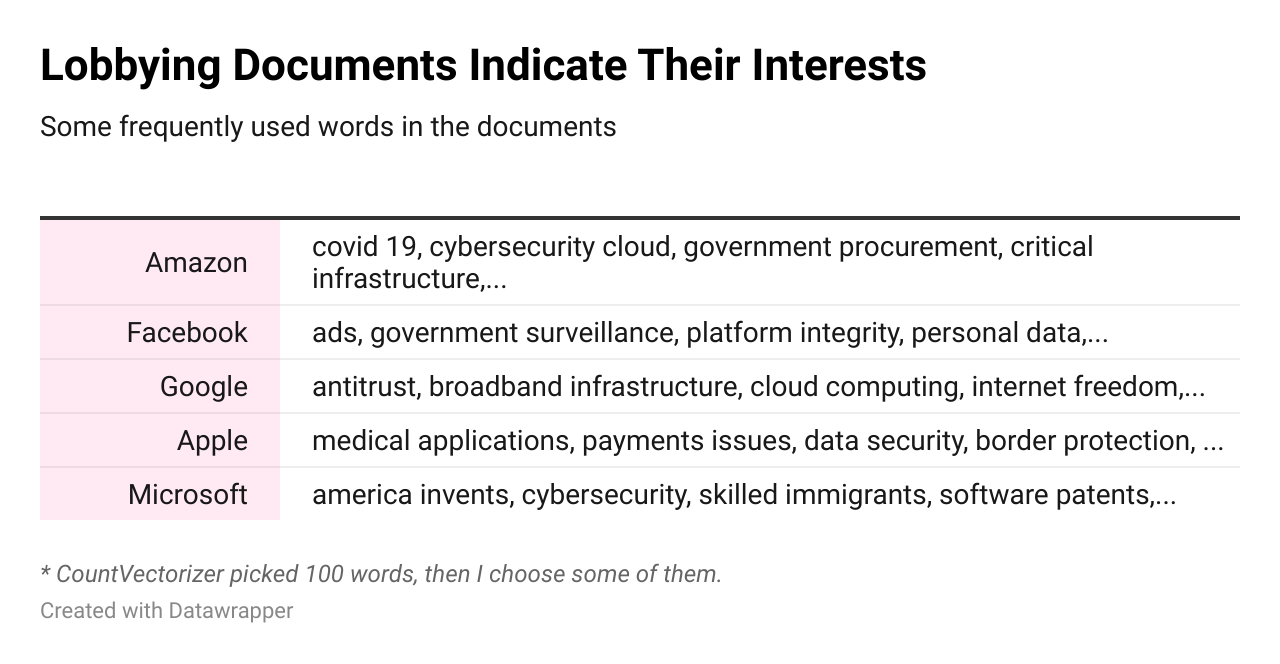 Lobbying Documents Indicate Their Interests
Some frequently used words in the documents
Amazon
covid 19, cybersecurity cloud, government procurement, critical
infrastructure,...
Facebook
ads, government surveillance, platform integrity, personal data,...
Google
antitrust, broadband infrastructure, cloud computing, internet freedom,...
Apple
medical applications, payments issues, data security, border protection, ...
Microsoft
america invents, cybersecurity, skilled immigrants, software patents,...
* CountVectorizer picked 100 words, then I choose some of them.
Created with Datawrapper